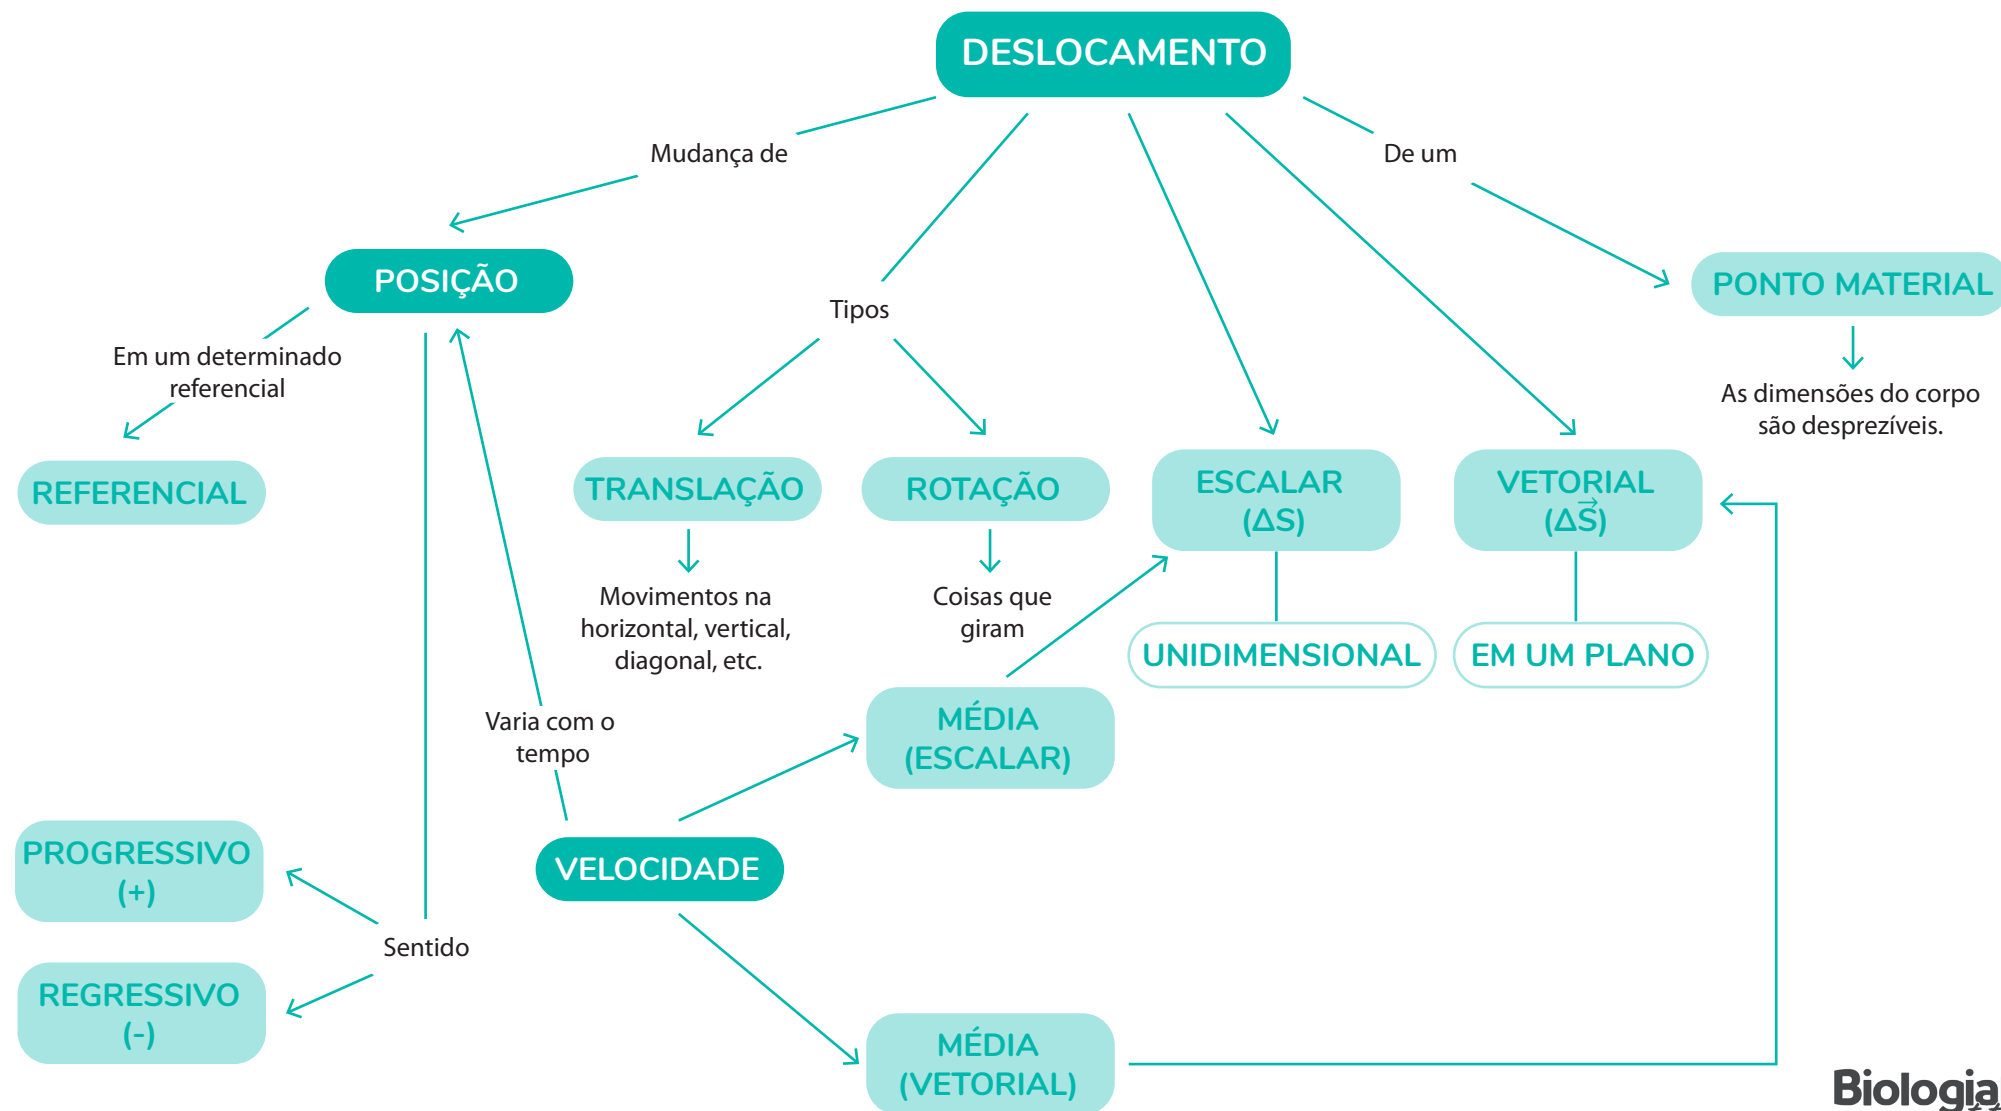 DESLOCAMENTO
Mudança de
De um
POSIÇÃO
PONTO MATERIAL
Tipos
Em um determinado
referencial
As dimensões do corpo
são desprezíveis.
REFERENCIAL
TRANSLAÇÃO
ROTAÇÃO
ESCALAR
(ΔS)
VETORIAL
(ΔS⃗)
Movimentos na
horizontal, vertical,
diagonal, etc.
Coisas que
giram
UNIDIMENSIONAL
EM UM PLANO
Varia com o
tempo
MÉDIA
(ESCALAR)
PROGRESSIVO
(+)
VELOCIDADE
Sentido
REGRESSIVO
(-)
MÉDIA
(VETORIAL)
Biologia